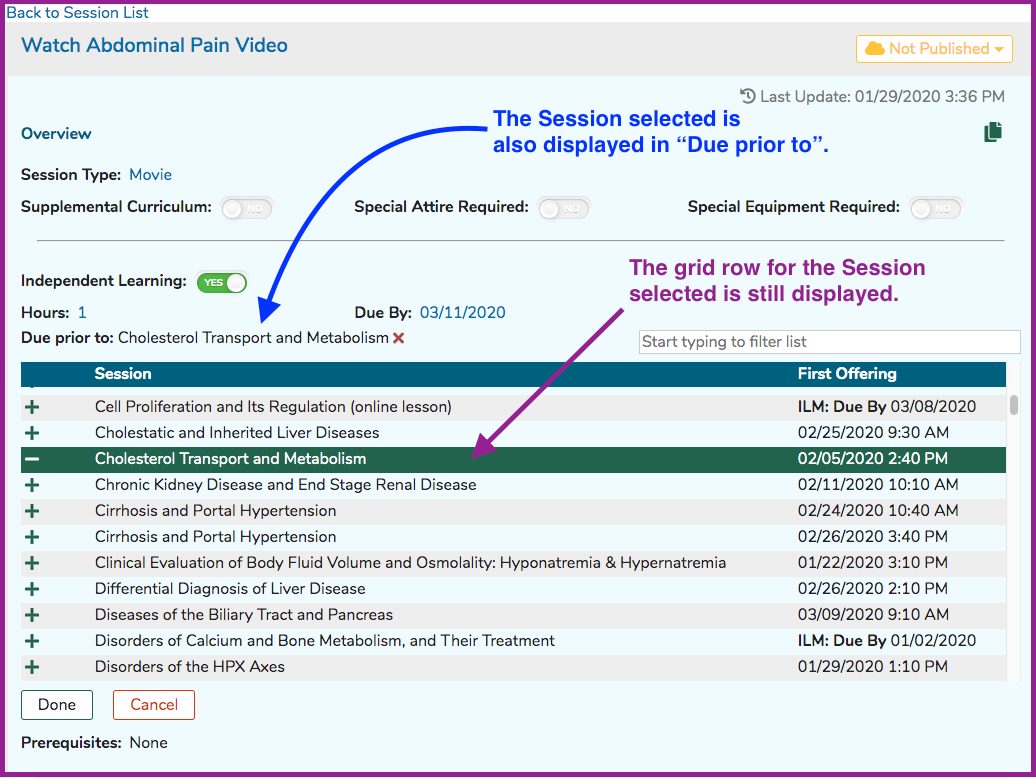 Back to Session List
Watch Abdominal Pain Video
Not Published
Last Update: 01/29/2020 3:36 PM
The Session selected is
also displayed in “Due prior to”.
Overview
Session Type: Movie
Supplemental Curriculum: NO Special Attire Required: NO Special Equipment Required: NO
The grid row for the Session
selected is still displayed.
Independent Learning: YES
Hours: 1 Due By: 03/11/2020
Due prior to: Cholesterol Transport and Metabolism
Start typing to filter list
Session First Offering
Cell Proliferation and Its Regulation (online lesson) ILM: Due By 03/08/2020
Cholestatic and Inherited Liver Diseases 02/25/2020 9:30 AM
Cholesterol Transport and Metabolism 02/05/2020 2:40 PM
Chronic Kidney Disease and End Stage Renal Disease 02/11/2020 10:10 AM
Cirrhosis and Portal Hypertension 02/24/2020 10:40 AM
Cirrhosis and Portal Hypertension 02/26/2020 3:40 PM
Clinical Evaluation of Body Fluid Volume and Osmolality: Hyponatremia & Hypernatremia 01/22/2020 3:10 PM
Differential Diagnosis of Liver Disease 02/26/2020 2:10 PM
Diseases of the Biliary Tract and Pancreas 03/09/2020 9:10 AM
Disorders of Calcium and Bone Metabolism, and Their Treatment ILM: Due By 01/02/2020
Disorders of the HPX Axes 01/29/2020 1:10 PM
Done Cancel
Prerequisites: None